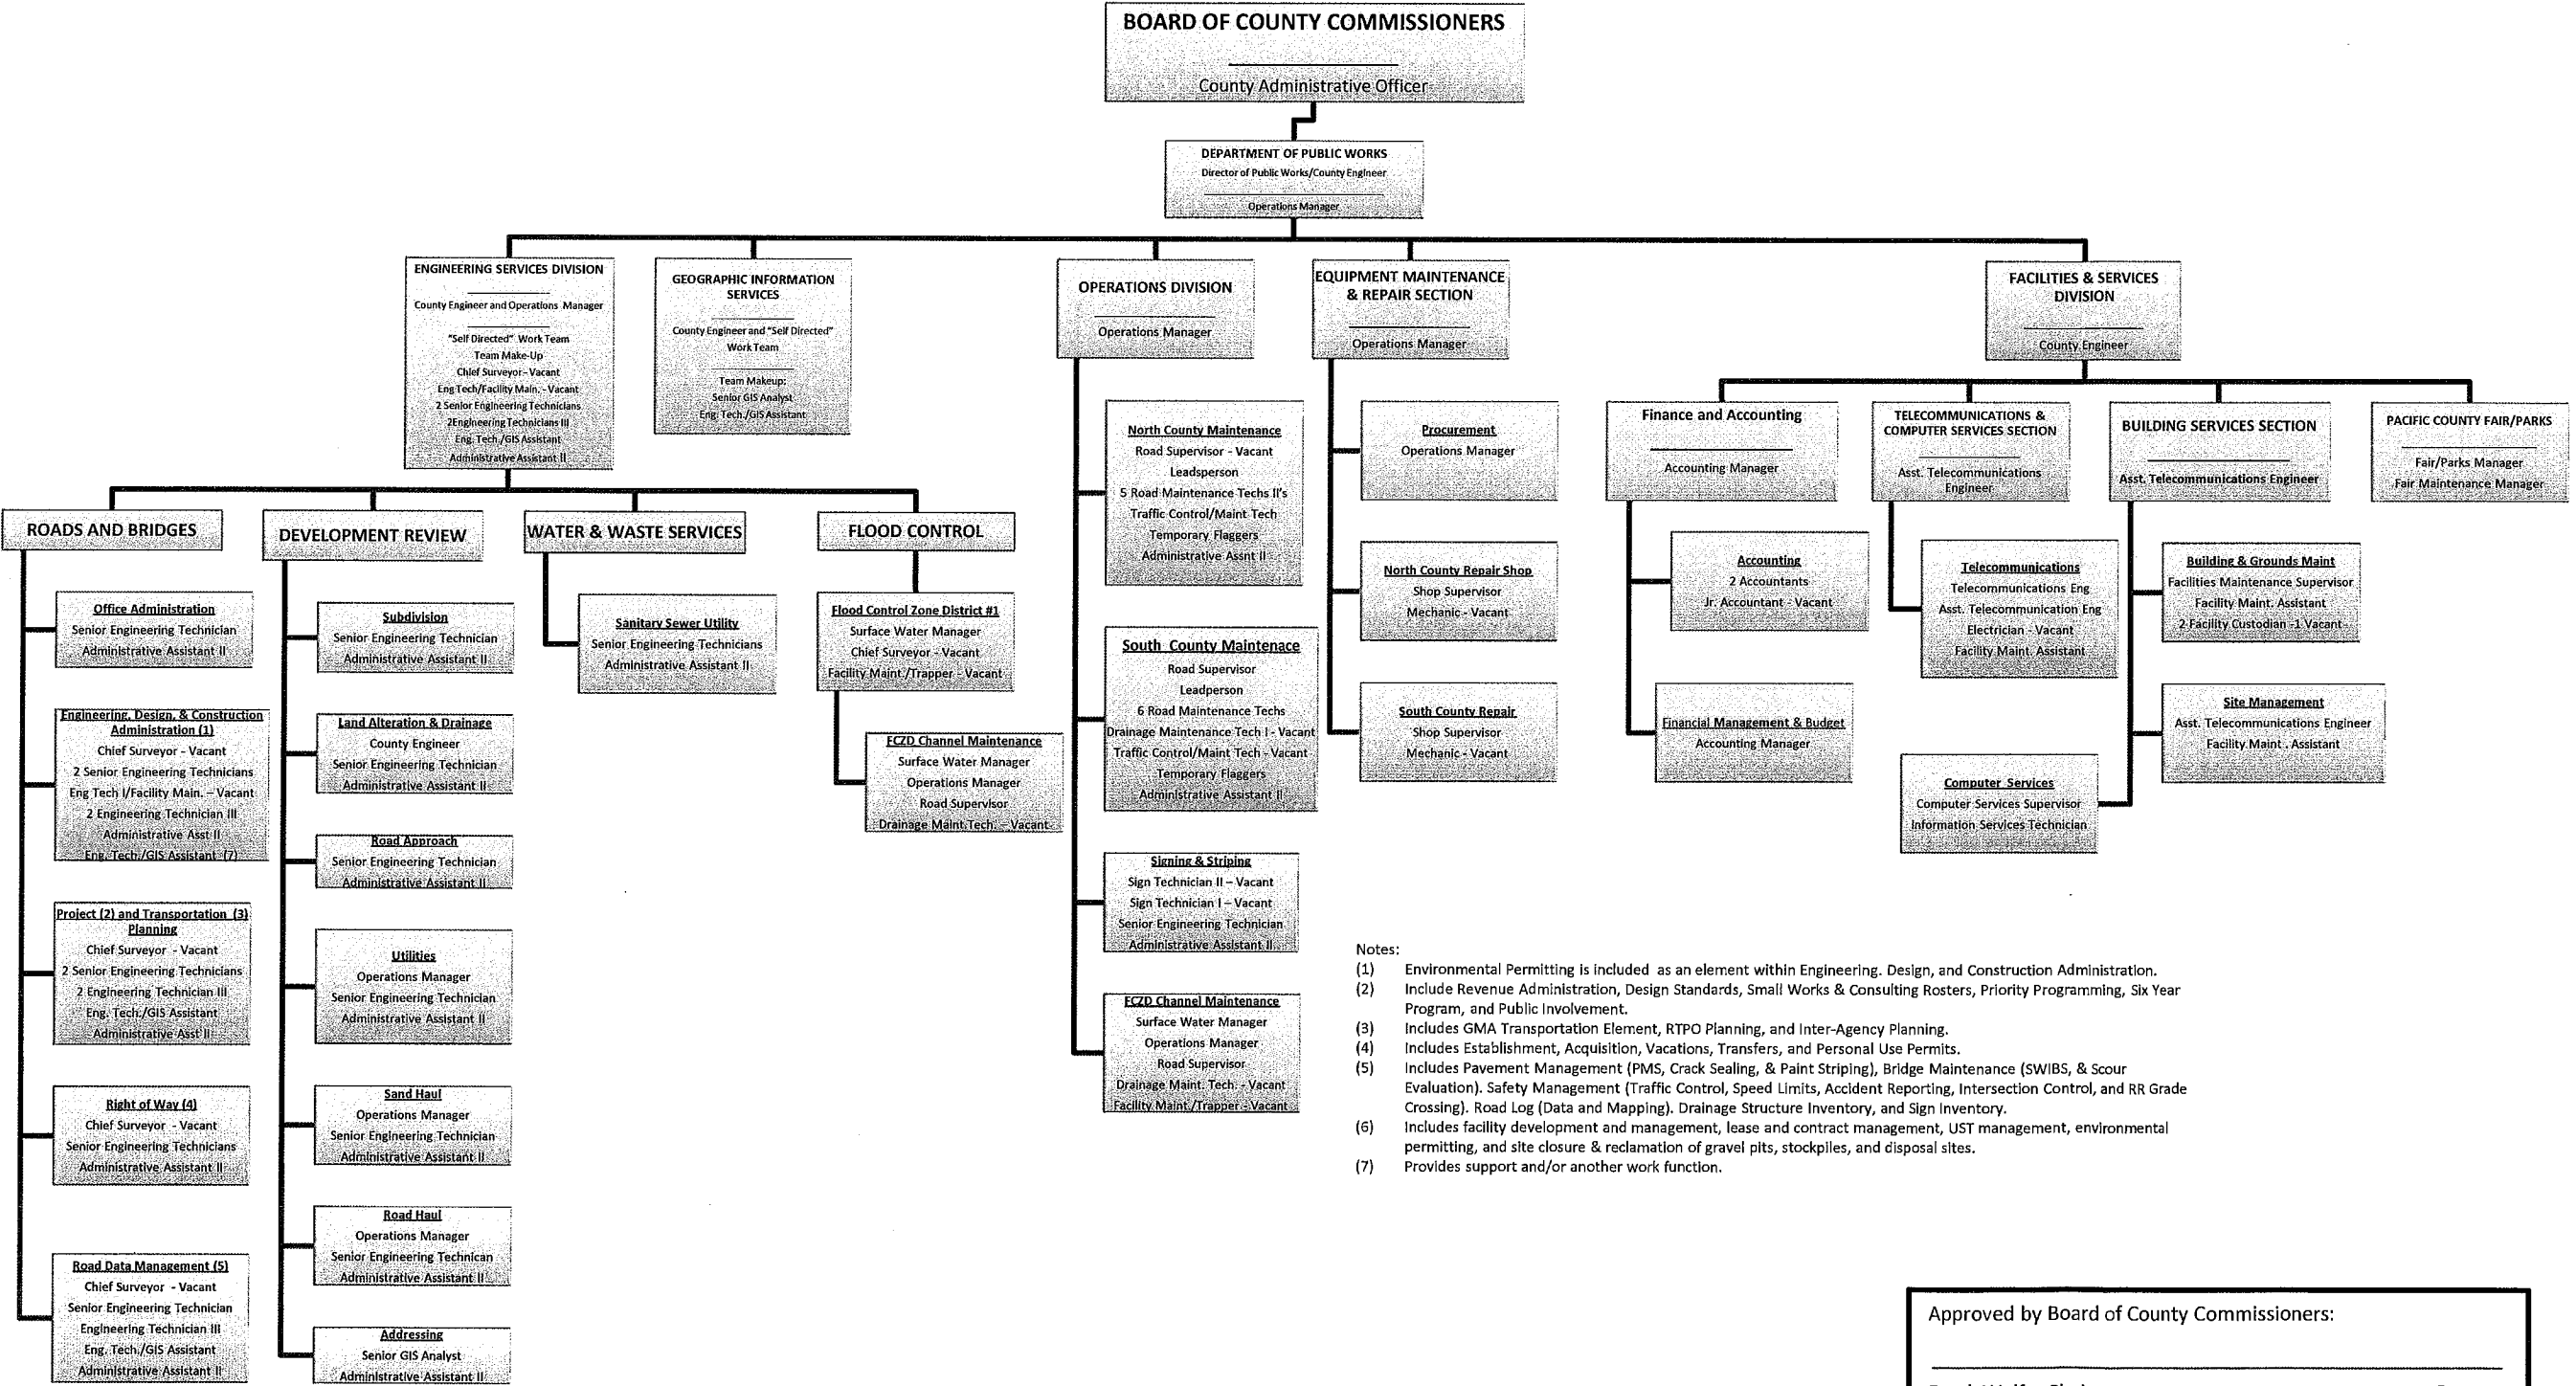 BOARD OF COUNTY COMMISSIONERS
County Administrative Officer
DEPARTMENT OF PUBLIC WORKS
Director of Public Works/County Engineer
Operations Manager
ENGINEERING SERVICES DIVISION
County Engineer and Operations Manager
"Self Directed" Work Team
Team Make-Up
Chief Surveyor- Vacant
Eng Tech/Facility Main. - Vacant
2 Senior Engineering Technicians
2Engineering Technicians III
Eng. Tech./GIS Assistant
Administrative Assistant II
GEOGRAPHIC INFORMATION
SERVICES
County Engineer and "Self Directed"
Work Team
Team Makeup:
Senior GIS Analyst
Eng. Tech./GIS Assistant
OPERATIONS DIVISION
Operations Manager
EQUIPMENT MAINTENANCE
& REPAIR SECTION
Operations Manager
FACILITIES & SERVICES
DIVISION
County Engineer
ROADS AND BRIDGES
Office Administration
Senior Engineering Technician
Administrative Assistant II
Engineering, Design, & Construction
Administration (1)
Chief Surveyor - Vacant
2 Senior Engineering Technicians
Eng Tech I/Facility Main. – Vacant
2 Engineering Technician III
Administrative Asst II
Eng. Tech./GIS Assistant (7)
Project (2) and Transportation (3)
Planning
Chief Surveyor - Vacant
2 Senior Engineering Technicians
2 Engineering Technician III
Eng. Tech./GIS Assistant
Administrative Asst II
Right of Way (4)
Chief Surveyor - Vacant
Senior Engineering Technicians
Administrative Assistant II
Road Data Management (5)
Chief Surveyor - Vacant
Senior Engineering Technician
Engineering Technician III
Eng. Tech./GIS Assistant
Administrative Assistant II
DEVELOPMENT REVIEW
Subdivision
Senior Engineering Technician
Administrative Assistant II
Land Alteration & Drainage
County Engineer
Senior Engineering Technician
Administrative Assistant II
Road Approach
Senior Engineering Technician
Administrative Assistant II
Utilities
Operations Manager
Senior Engineering Technician
Administrative Assistant II
Sand Haul
Operations Manager
Senior Engineering Technician
Administrative Assistant II
Road Haul
Operations Manager
Senior Engineering Technican
Administrative Assistant II
Addressing
Senior GIS Analyst
Administrative Assistant II
WATER & WASTE SERVICES
Sanitary Sewer Utility
Senior Engineering Technicians
Administrative Assistant II
FLOOD CONTROL
Flood Control Zone District #1
Surface Water Manager
Chief Surveyor - Vacant
Facility Maint./Trapper - Vacant
FCZD Channel Maintenance
Surface Water Manager
Operations Manager
Road Supervisor
Drainage Maint.Tech. – Vacant
North County Maintenance
Road Supervisor - Vacant
Leadsperson
5 Road Maintenance Techs II's
Traffic Control/Maint Tech
Temporary Flaggers
Administrative Assnt II
South County Maintenace
Road Supervisor
Leadperson
6 Road Maintenance Techs
Drainage Maintenance Tech I - Vacant
Traffic Control/Maint Tech - Vacant
Temporary Flaggers
Administrative Assistant II
Signing & Striping
Sign Technician II – Vacant
Sign Technician I – Vacant
Senior Engineering Technician
Administrative Assistant II
FCZD Channel Maintenance
Surface Water Manager
Operations Manager
Road Supervisor
Drainage Maint. Tech. - Vacant
Facility Maint./Trapper - Vacant
Procurement
Operations Manager
North County Repair Shop
Shop Supervisor
Mechanic - Vacant
South County Repair
Shop Supervisor
Mechanic - Vacant
Finance and Accounting
Accounting Manager
Accounting
2 Accountants
Jr. Accountant - Vacant
Financial Management & Budget
Accounting Manager
TELECOMMUNICATIONS &
COMPUTER SERVICES SECTION
Asst. Telecommunications
Engineer
Telecommunications
Telecommunications Eng
Asst. Telecommunication Eng
Electrician - Vacant
Facility Maint. Assistant
Computer Services
Computer Services Supervisor
Information Services Technician
BUILDING SERVICES SECTION
Asst. Telecommunications Engineer
Building & Grounds Maint
Facilities Maintenance Supervisor
Facility Maint. Assistant
2 Facility Custodian -1 Vacant
Site Management
Asst. Telecommunications Engineer
Facility Maint . Assistant
PACIFIC COUNTY FAIR/PARKS
Fair/Parks Manager
Fair Maintenance Manager
Notes:
(1) Environmental Permitting is included as an element within Engineering. Design, and Construction Administration.
(2) Include Revenue Administration, Design Standards, Small Works & Consulting Rosters, Priority Programming, Six Year
Program, and Public Involvement.
(3) Includes GMA Transportation Element, RTPO Planning, and Inter-Agency Planning.
(4) Includes Establishment, Acquisition, Vacations, Transfers, and Personal Use Permits.
(5) Includes Pavement Management (PMS, Crack Sealing, & Paint Striping), Bridge Maintenance (SWIBS, & Scour
Evaluation). Safety Management (Traffic Control, Speed Limits, Accident Reporting, Intersection Control, and RR Grade
Crossing). Road Log (Data and Mapping). Drainage Structure Inventory, and Sign Inventory.
(6) Includes facility development and management, lease and contract management, UST management, environmental
permitting, and site closure & reclamation of gravel pits, stockpiles, and disposal sites.
(7) Provides support and/or another work function.
Approved by Board of County Commissioners: